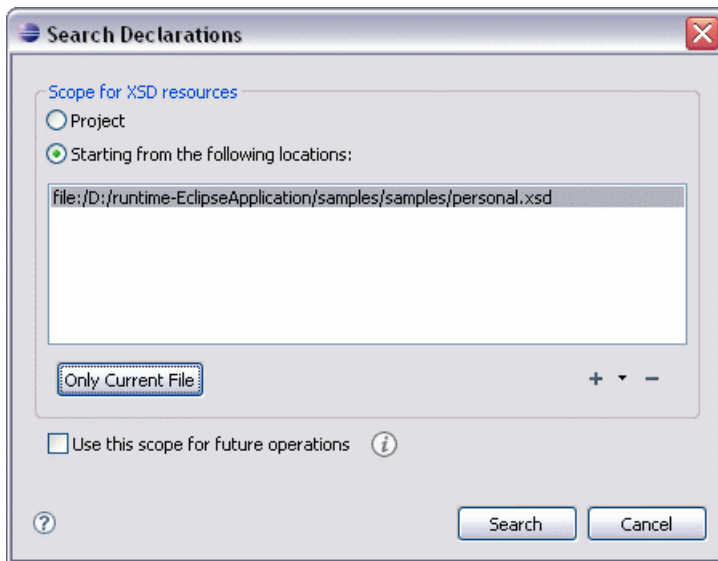 Search Declarations
Scope for XSD resources
Project
Starting from the following locations:
file:/D:/runtime-EclipseApplication/samples/samples/personal.xsd
Only Current File
Use this scope for future operations
Search Cancel